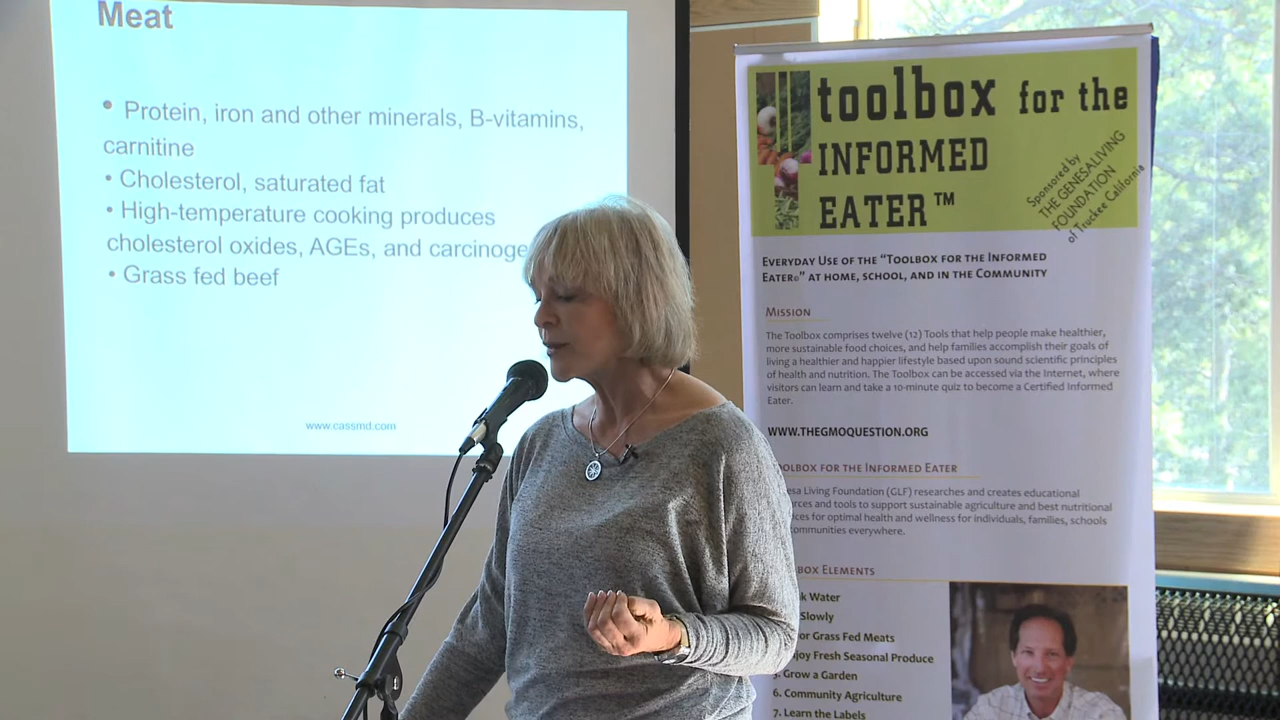 Meat
• Protein, iron and other minerals, B-vitamins,
carnitine
• Cholesterol, saturated fat
• High-temperature cooking produces
cholesterol oxides, AGEs, and carcinoge
• Grass fed beef
www.cassmd.com
toolbox for the
INFORMED
EATER™
Sponsored by
THE GENESALIVING
FOUNDATION
of Truckee California
EVERYDAY USE OF THE "TOOLBOX FOR THE INFORMED
EATER©" AT HOME, SCHOOL, AND IN THE COMMUNITY
MISSION
The Toolbox comprises twelve (12) Tools that help people make healthier,
more sustainable food choices, and help families accomplish their goals of
living a healthier and happier lifestyle based upon sound scientific principles
of health and nutrition. The Toolbox can be accessed via the Internet, where
visitors can learn and take a 10-minute quiz to become a Certified Informed
Eater.
WWW.THEGMOQUESTION.ORG
OOLBOX FOR THE INFORMED EATER
esa Living Foundation (GLF) researches and creates educational
urces and tools to support sustainable agriculture and best nutritional
ices for optimal health and wellness for individuals, families, schools
communities everywhere.
BOX ELEMENTS
k Water
Slowly
or Grass Fed Meats
joy Fresh Seasonal Produce
5. Grow a Garden
6. Community Agriculture
7. Learn the Labels